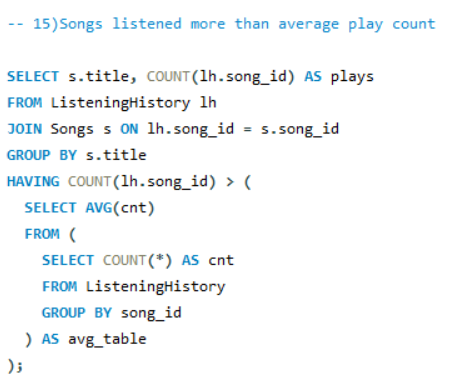 -- 15)Songs listened more than average play count
SELECT s.title, COUNT(lh.song_id) AS plays
FROM ListeningHistory lh
JOIN Songs s ON lh.song_id = s.song_id
GROUP BY s.title
HAVING COUNT(lh.song_id) > (
  SELECT AVG(cnt)
  FROM (
    SELECT COUNT(*) AS cnt
    FROM ListeningHistory
    GROUP BY song_id
  ) AS avg_table
);